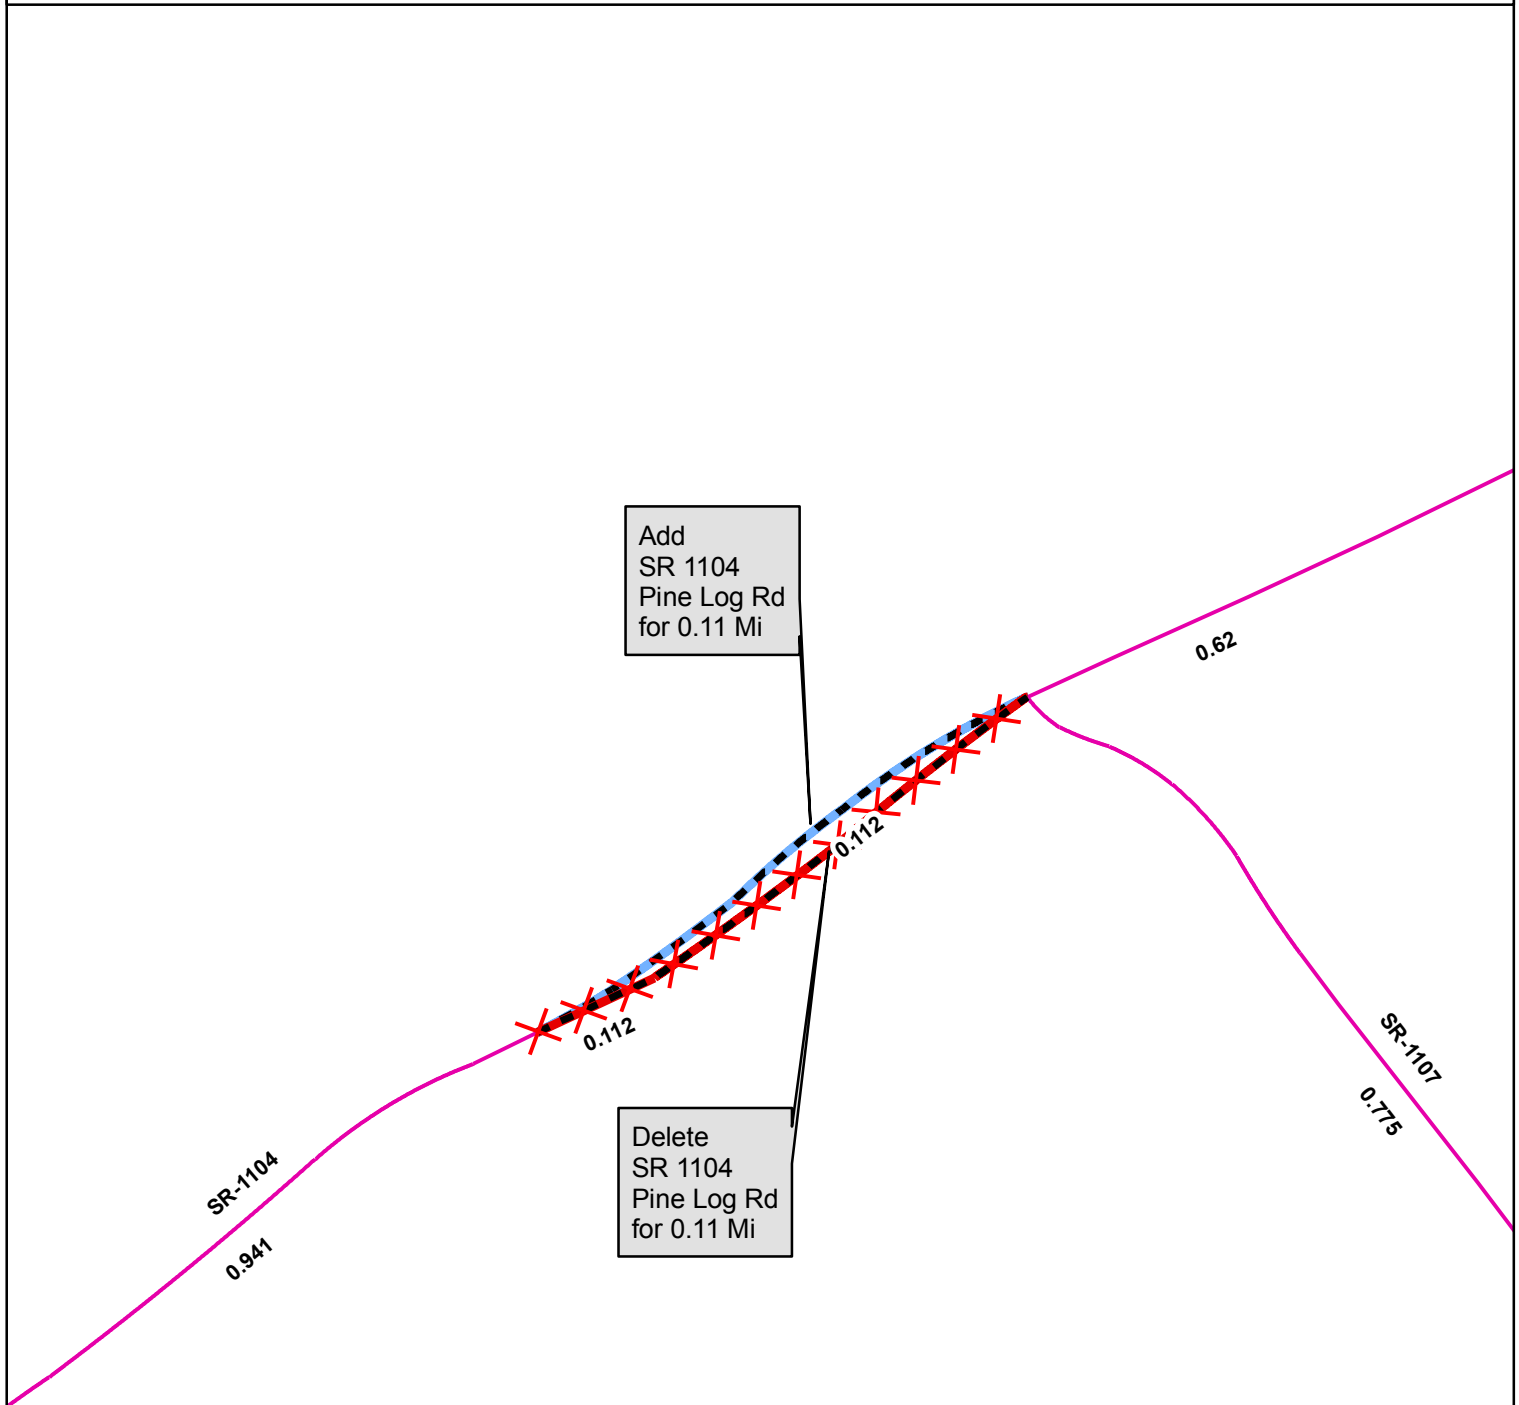 Add
SR 1104
Pine Log Rd
for 0.11 Mi
0.62
0.112
0.112
SR-1107
0.775
Delete
SR 1104
Pine Log Rd
for 0.11 Mi
SR-1104
0.941